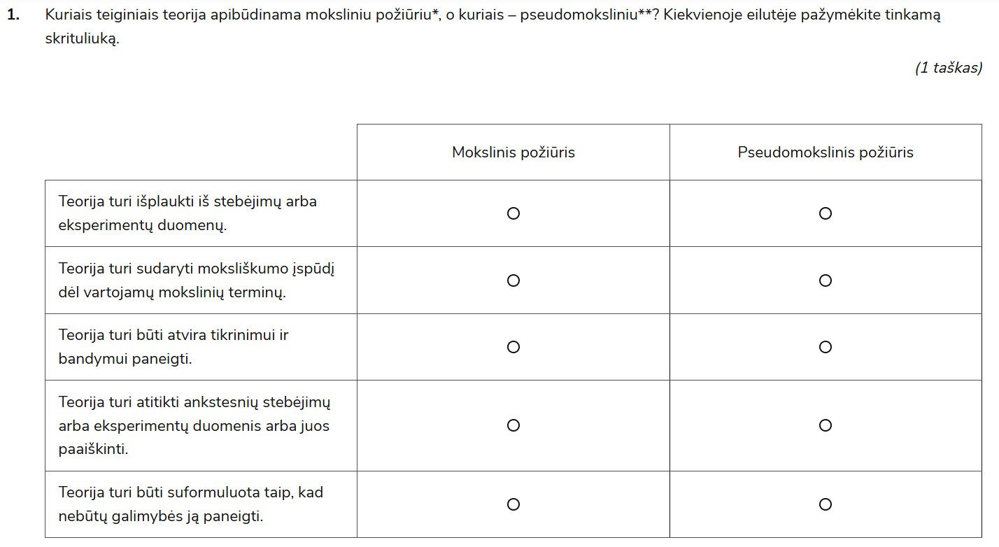 1. Kuriais teiginiais teorija apibūdinama moksliniu požiūriu*, o kuriais – pseudomoksliniu**? Kiekvienoje eilutėje pažymėkite tinkamą
skrituliuką.
(1 taškas)
Mokslinis požiūris
Pseudomokslinis požiūris
Teorija turi išplaukti iš stebėjimų arba
eksperimentų duomenų.
Teorija turi sudaryti moksliškumo įspūdį
dėl vartojamų mokslinių terminų.
Teorija turi būti atvira tikrinimui ir
bandymui paneigti.
Teorija turi atitikti ankstesnių stebėjimų
arba eksperimentų duomenis arba juos
paaiškinti.
Teorija turi būti suformuluota taip, kad
nebūtų galimybės ją paneigti.